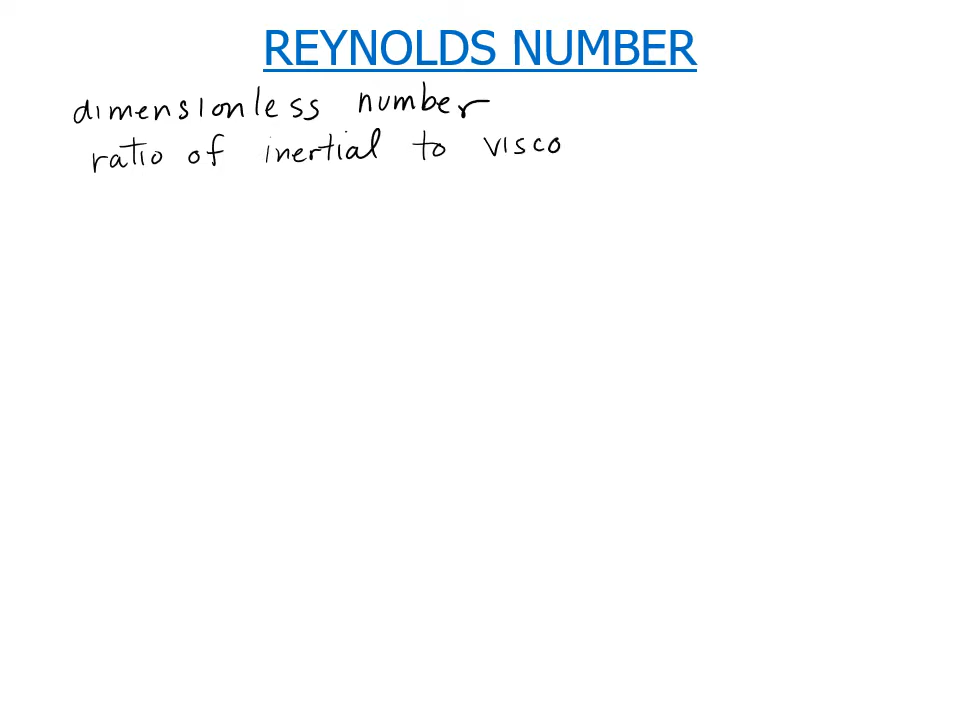 REYNOLDS NUMBER
dimensionless number
ratio of inertial to visco